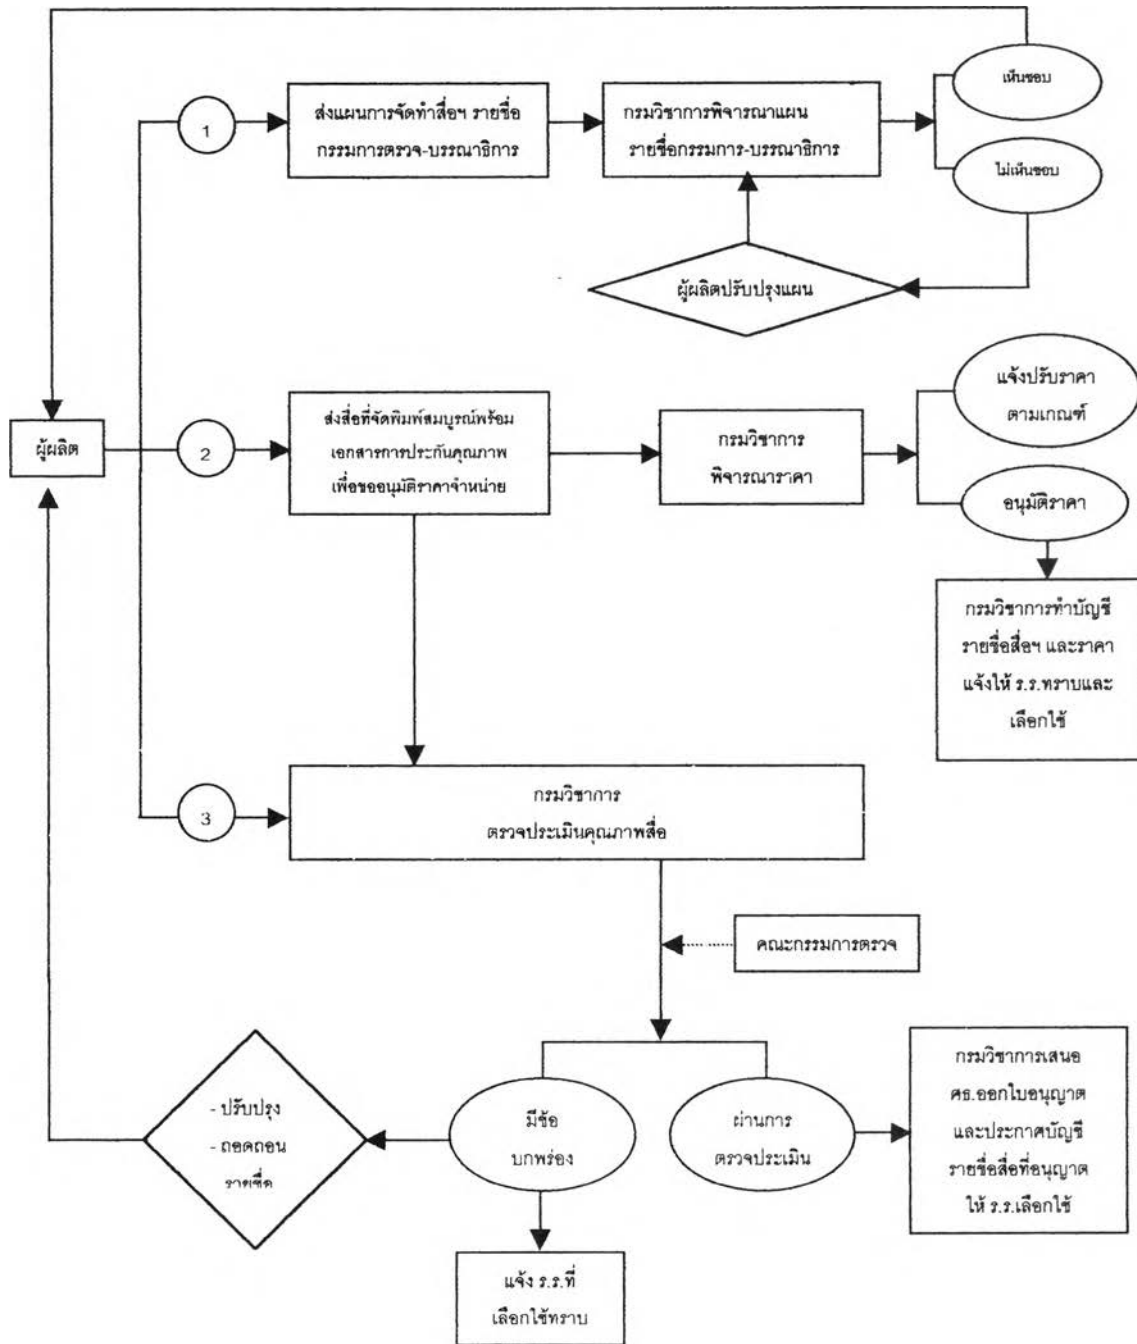 เห็นชอบ
1
ส่งแผนการจัดทำสื่อฯ รายชื่อ
กรรมการตรวจ-บรรณาธิการ
กรมวิชาการพิจารณาแผน
รายชื่อกรรมการ-บรรณาธิการ
ไม่เห็นชอบ
ผู้ผลิตปรับปรุงแผน
ผู้ผลิต
2
ส่งสื่อที่จัดพิมพ์สมบูรณ์พร้อม
เอกสารการประกันคุณภาพ
เพื่อขออนุมัติราคาจำหน่าย
กรมวิชาการ
พิจารณาราคา
แจ้งปรับราคา
ตามเกณฑ์
อนุมัติราคา
กรมวิชาการทำบัญชี
รายชื่อสื่อฯ และราคา
แจ้งให้ ร.ร.ทราบและ
เลือกใช้
3
กรมวิชาการ
ตรวจประเมินคุณภาพสื่อ
คณะกรรมการตรวจ
- ปรับปรุง
- ถอดถอน
รายชื่อ
มีข้อ
บกพร่อง
ผ่านการ
ตรวจประเมิน
กรมวิชาการเสนอ
ศธ.ออกใบอนุญาต
และประกาศบัญชี
รายชื่อสื่อที่อนุญาต
ให้ ร.ร.เลือกใช้
แจ้ง ร.ร.ที่
เลือกใช้ทราบ